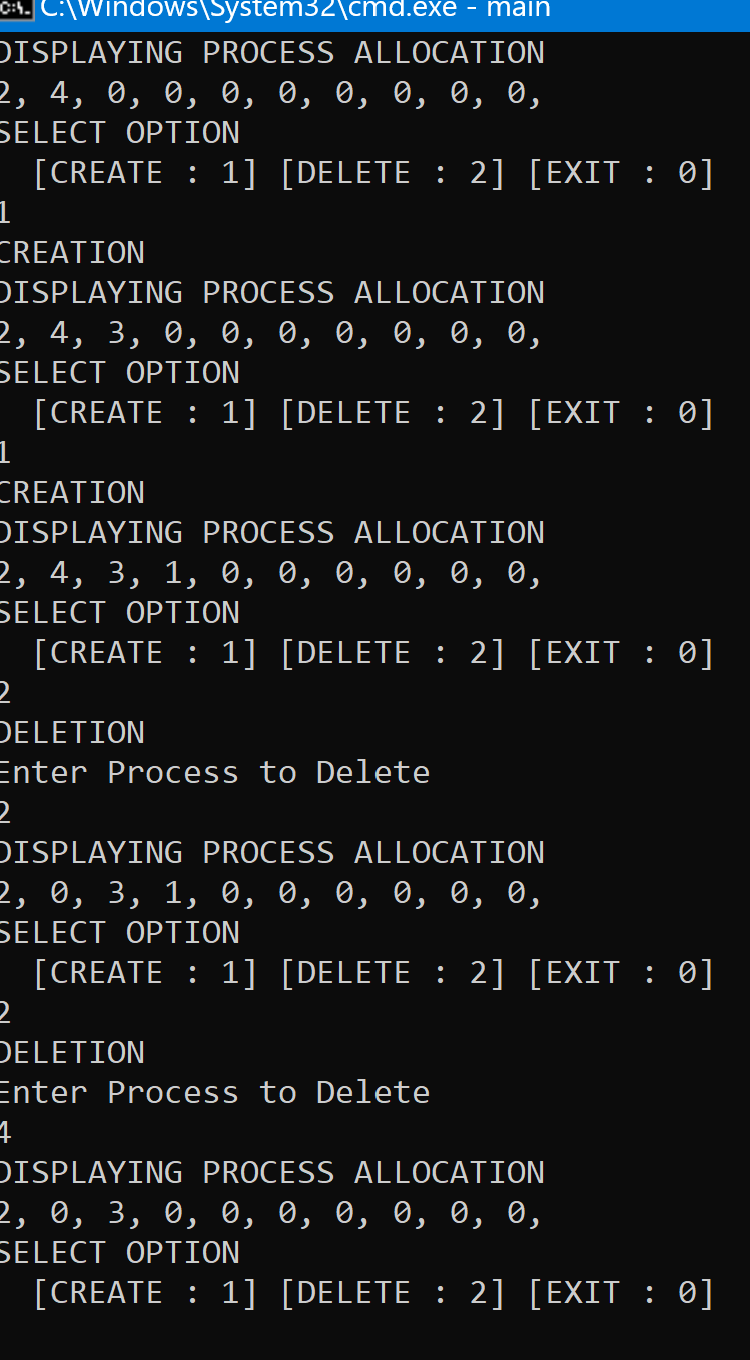 C:\Windows\System32\cmd.exe - main
DISPLAYING PROCESS ALLOCATION
2, 4, 0, 0, 0, 0, 0, 0, 0, 0,
SELECT OPTION
[CREATE : 1] [DELETE : 2] [EXIT : 0]
1
CREATION
DISPLAYING PROCESS ALLOCATION
2, 4, 3, 0, 0, 0, 0, 0, 0, 0,
SELECT OPTION
[CREATE : 1] [DELETE : 2] [EXIT : 0]
1
CREATION
DISPLAYING PROCESS ALLOCATION
2, 4, 3, 1, 0, 0, 0, 0, 0, 0,
SELECT OPTION
[CREATE : 1] [DELETE : 2] [EXIT : 0]
2
DELETION
Enter Process to Delete
2
DISPLAYING PROCESS ALLOCATION
2, 0, 3, 1, 0, 0, 0, 0, 0, 0,
SELECT OPTION
[CREATE : 1] [DELETE : 2] [EXIT : 0]
2
DELETION
Enter Process to Delete
4
DISPLAYING PROCESS ALLOCATION
2, 0, 3, 0, 0, 0, 0, 0, 0, 0,
SELECT OPTION
[CREATE : 1] [DELETE : 2] [EXIT : 0]